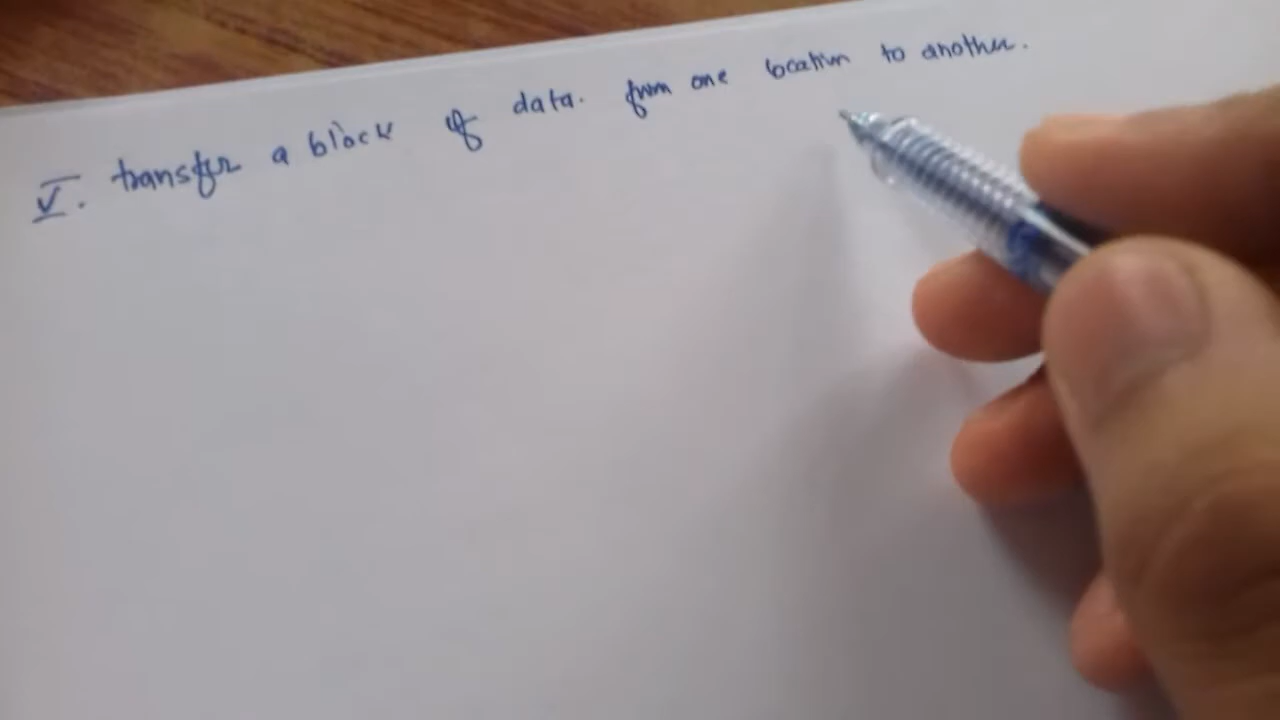 V. transfer a block of data. from one location to another.